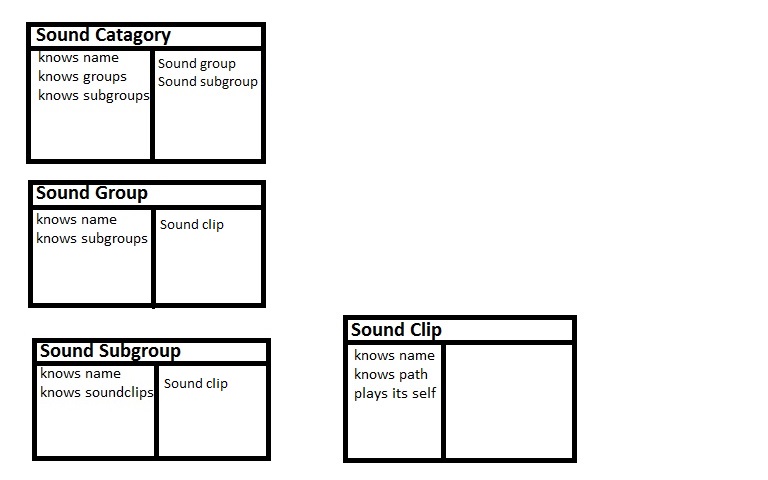 Sound Catagory
knows name
knows groups
knows subgroups
Sound group
Sound subgroup
Sound Group
knows name
knows subgroups
Sound clip
Sound Subgroup
knows name
knows soundclips
Sound clip
Sound Clip
knows name
knows path
plays its self